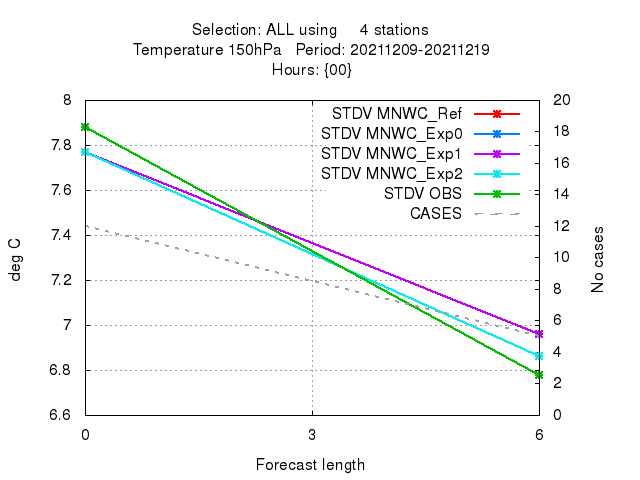 Selection: ALL using     4 stations
Temperature 150hPa   Period: 20211209-20211219
Hours: {00}
8
7.8
7.6
7.4
7.2
7
6.8
6.6
deg C
STDV MNWC_Ref
STDV MNWC_Exp0
STDV MNWC_Exp1
STDV MNWC_Exp2
STDV OBS
CASES
20
18
16
14
12
10
8
6
4
2
0
No cases
0
3
6
Forecast length